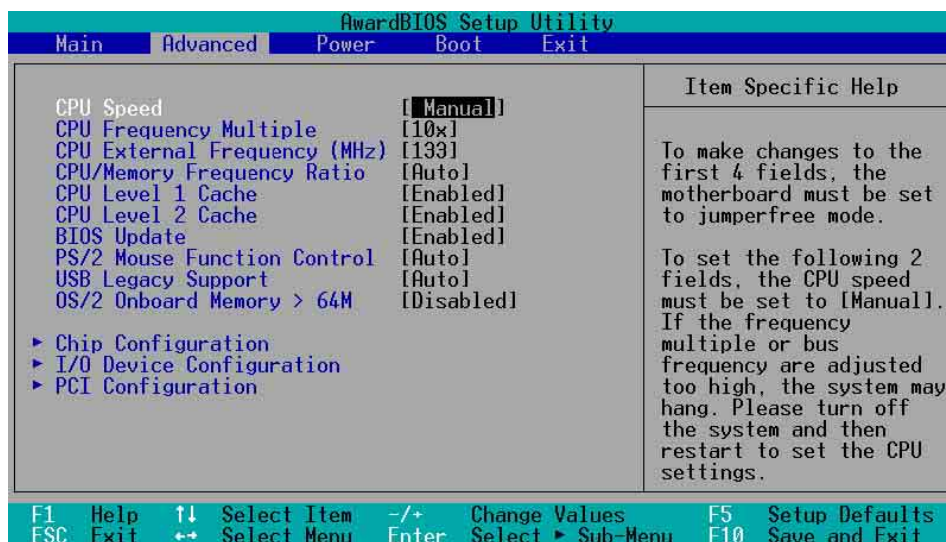 AwardBIOS Setup Utility
Main Advanced Power Boot Exit
CPU Speed [ Manual]
CPU Frequency Multiple [10x]
CPU External Frequency (MHz) [133]
CPU/Memory Frequency Ratio [Auto]
CPU Level 1 Cache [Enabled]
CPU Level 2 Cache [Enabled]
BIOS Update [Enabled]
PS/2 Mouse Function Control [Auto]
USB Legacy Support [Auto]
OS/2 Onboard Memory > 64M [Disabled]
► Chip Configuration
► I/O Device Configuration
► PCI Configuration
Item Specific Help
To make changes to the
first 4 fields, the
motherboard must be set
to jumperfree mode.
To set the following 2
fields, the CPU speed
must be set to [Manual].
If the frequency
multiple or bus
frequency are adjusted
too high, the system may
hang. Please turn off
the system and then
restart to set the CPU
settings.
F1 Help ↑↓ Select Item -/+ Change Values F5 Setup Defaults
ESC Exit ←→ Select Menu Enter Select ► Sub-Menu F10 Save and Exit